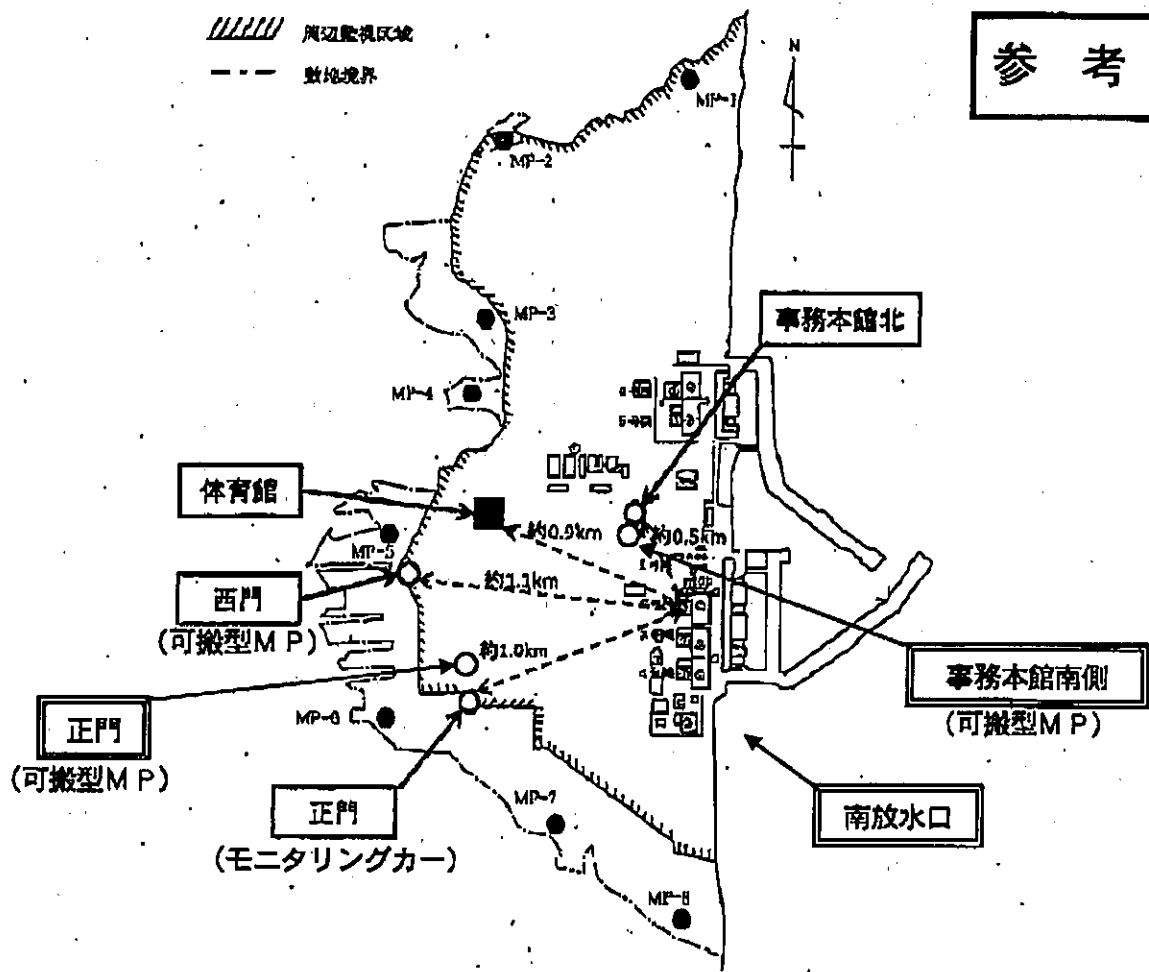 周辺監視区域
敷地境界
参 考
N
MP-1
MP-2
MP-3
事務本館北
MP-4
体育館
約0.9km
約0.5km
MP-5
西門
(可搬型MP)
約1.1km
約1.0km
正門
(可搬型MP)
MP-6
事務本館南側
(可搬型MP)
正門
(モニタリングカー)
MP-7
南放水口
MP-8